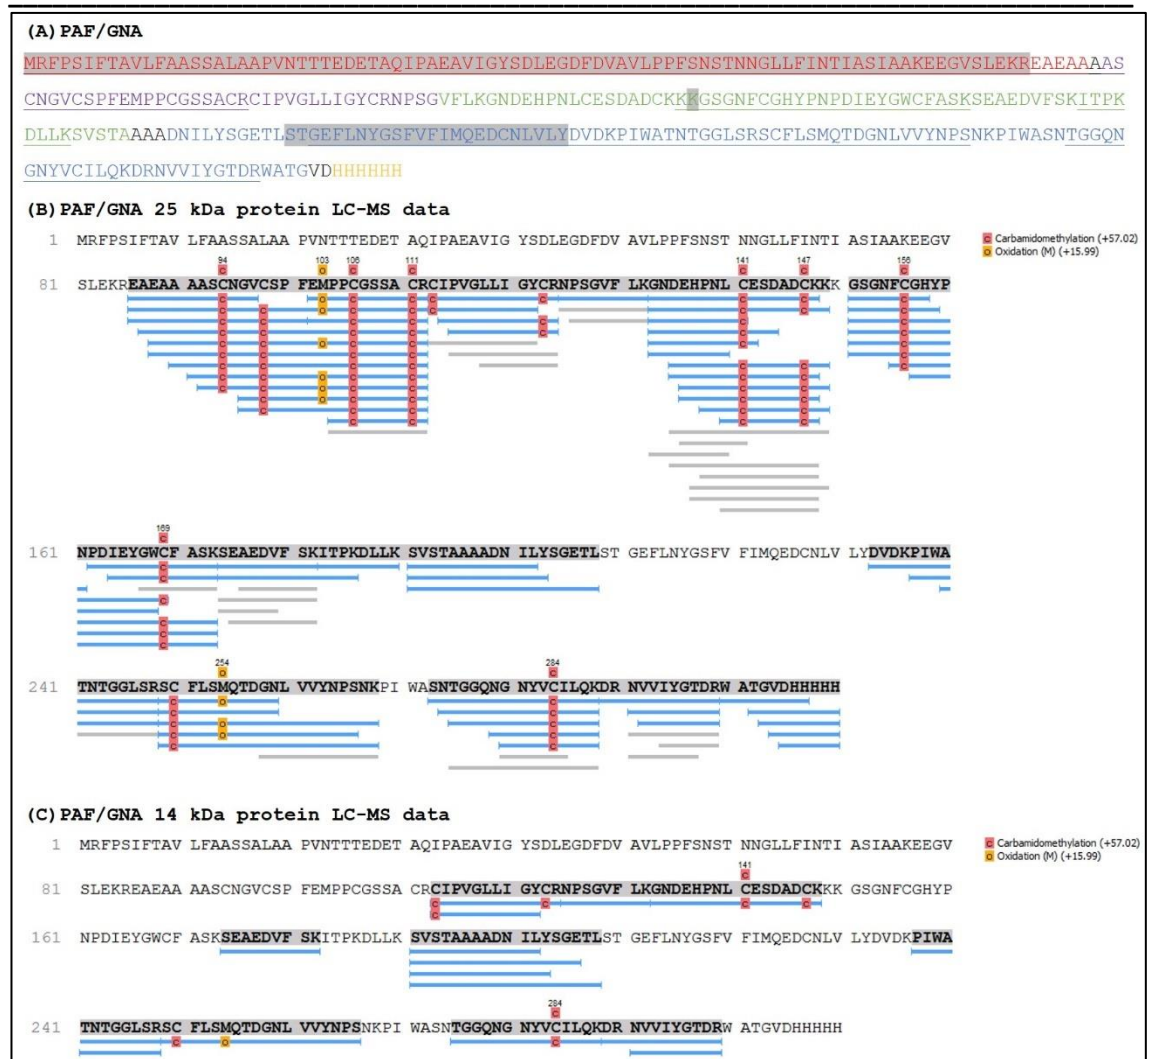 (A) PAF/GNA
MRFPSIFTAVLFAASSALAAPVNTTTEDETAQIPAEAVIGYSDLEGDFDVAVLPPFSNSTNNGLLFINTIASIAAKEEGVSLEKREAEAAAAS
CNGVCSPFEMPPCGSSACRCIPVGLLIGYCRNPSGVFLKGNDEHPNLCESDADCKKKGSGNFCGHYPNPDIEYGWCFASKSEAEDVFSKITPK
DLLKSVSTAAAADNILYSGETLSTGEFLNYGSFVFIMQEDCNLVLYDVDKPIWATNTGGLSRSCFLSMQTDGNLVVYNPSNKPIWASNTGGQN
GNYVCILQKDRNVVIYGTDRWATGVDHHHHHH
(B) PAF/GNA 25 kDa protein LC-MS data
1 MRFPSIFTAV LFAASSALAA PVNTTTEDET AQIPAEAVIG YSDLEGDFDV AVLPPFSNST NNGLLFINTI ASIAAKEEGV
c Carbamidomethylation (+57.02)
o Oxidation (M) (+15.99)
94 103 106 111 141 147 156
c o c c c c c
81 SLEKREAEAA AASCNGVCSP FEMPPCGSSA CRCIPVGLLI GYCRNPSGVF LKGNDEHPNL CESDADCKKK GSGNFCGHYP
169
c
161 NPDIEYGWCF ASKSEAEDVF SKITPKDLLK SVSTAAAADN ILYSGETLST GEFLNYGSFV FIMQEDCNLV LYDVDKPIWA
254 284
o c
241 TNTGGLSRSC FLSMQTDGNL VVYNPSNKPI WASNTGGQNG NYVCILQKDR NVVIYGTDRW ATGVDHHHHH
(C) PAF/GNA 14 kDa protein LC-MS data
1 MRFPSIFTAV LFAASSALAA PVNTTTEDET AQIPAEAVIG YSDLEGDFDV AVLPPFSNST NNGLLFINTI ASIAAKEEGV
c Carbamidomethylation (+57.02)
o Oxidation (M) (+15.99)
141
c
81 SLEKREAEAA AASCNGVCSP FEMPPCGSSA CRCIPVGLLI GYCRNPSGVF LKGNDEHPNL CESDADCKKK GSGNFCGHYP
161 NPDIEYGWCF ASKSEAEDVF SKITPKDLLK SVSTAAAADN ILYSGETLST GEFLNYGSFV FIMQEDCNLV LYDVDKPIWA
284
c
241 TNTGGLSRSC FLSMQTDGNL VVYNPSNKPI WASNTGGQNG NYVCILQKDR NVVIYGTDRW ATGVDHHHHH